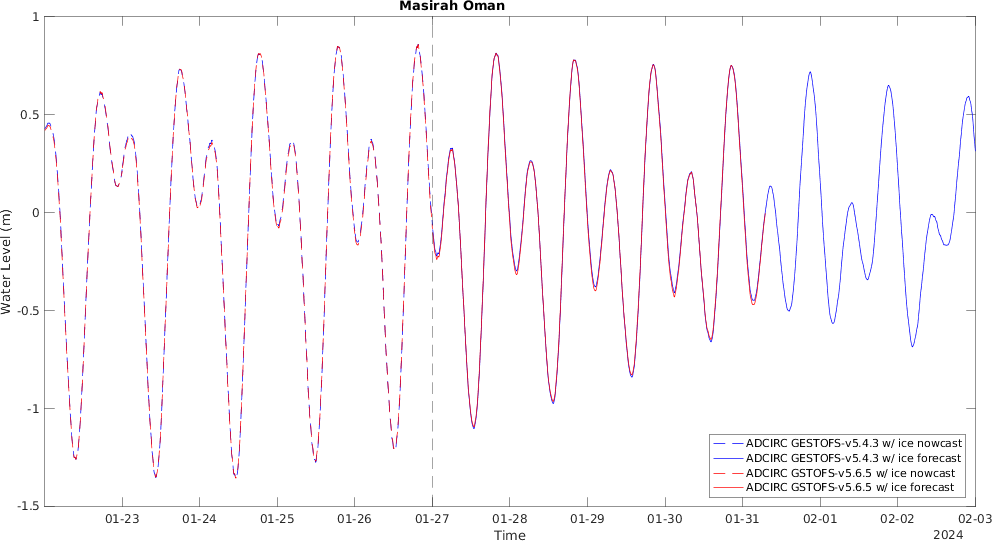 Masirah Oman
1
0.5
0
-0.5
-1
-1.5
Water Level (m)
01-23 01-24 01-25 01-26 01-27 01-28 01-29 01-30 01-31 02-01 02-02 02-03
Time
2024
ADCIRC GESTOFS-v5.4.3 w/ ice nowcast
ADCIRC GESTOFS-v5.4.3 w/ ice forecast
ADCIRC GSTOFS-v5.6.5 w/ ice nowcast
ADCIRC GSTOFS-v5.6.5 w/ ice forecast